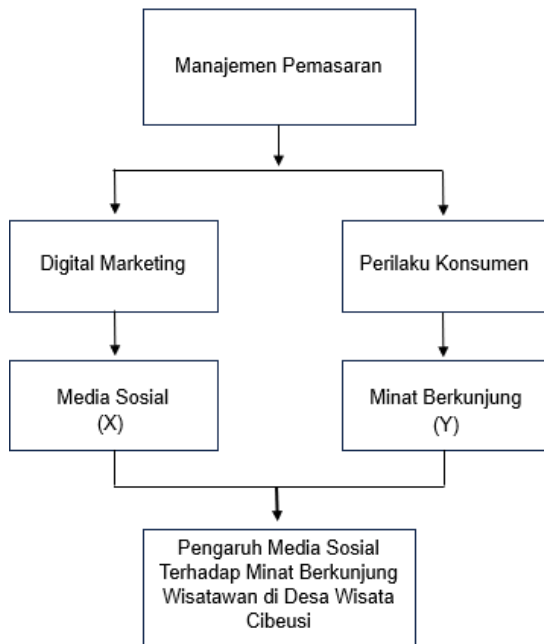 Manajemen Pemasaran
Digital Marketing
Perilaku Konsumen
Media Sosial
(X)
Minat Berkunjung
(Y)
Pengaruh Media Sosial
Terhadap Minat Berkunjung
Wisatawan di Desa Wisata
Cibeusi